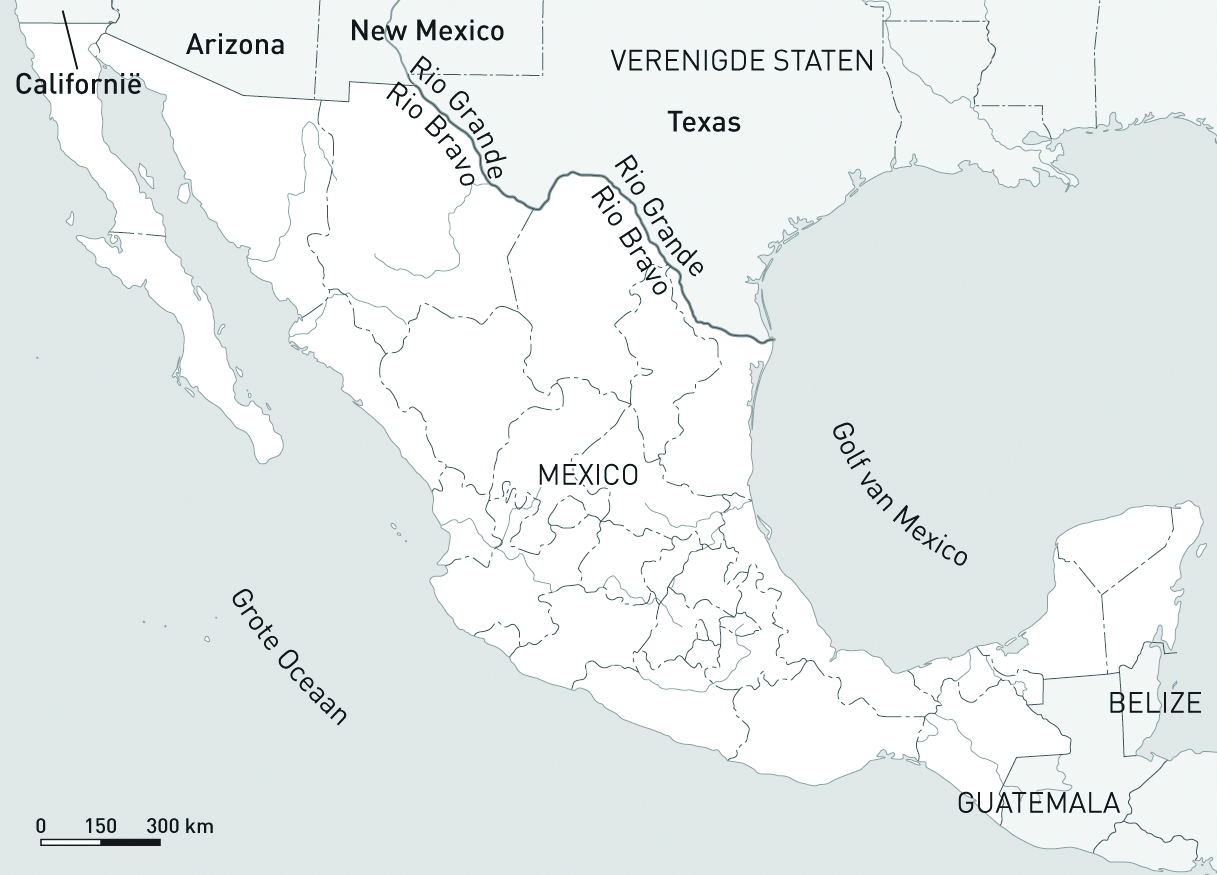 New Mexico
Arizona
VERENIGDE STATEN
Californië
Rio Grande
Rio Bravo
Texas
Rio Grande
Rio Bravo
MEXICO
Golf van Mexico
Grote Oceaan
BELIZE
GUATEMALA
0 150 300 km